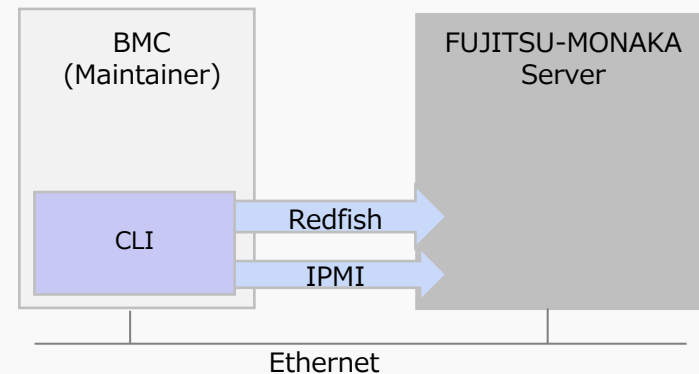 BMC
(Maintainer)
FUJITSU-MONAKA
Server
CLI
Redfish
IPMI
Ethernet